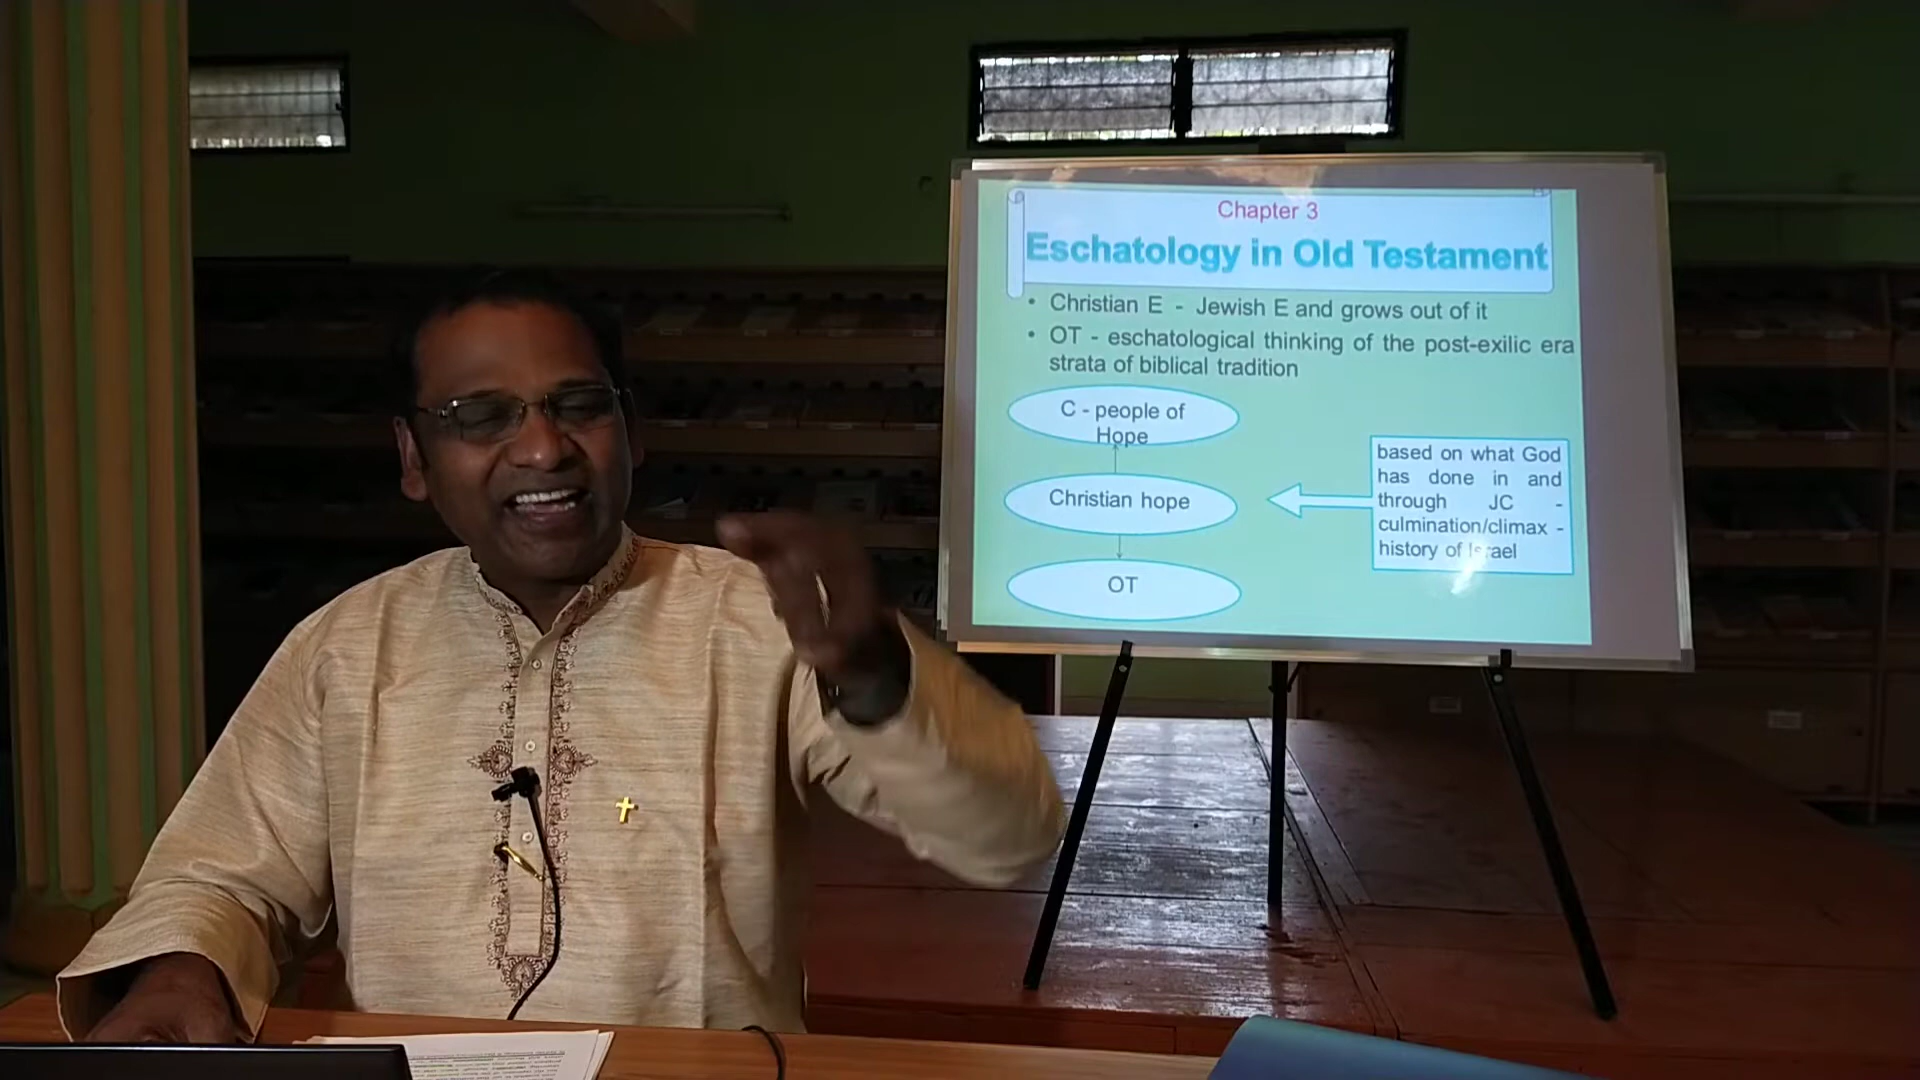 Chapter 3
Eschatology in Old Testament
• Christian E - Jewish E and grows out of it
• OT - eschatological thinking of the post-exilic era
strata of biblical tradition
C - people of
Hope
Christian hope
OT
based on what God
has done in and
through JC -
culmination/climax -
history of Israel